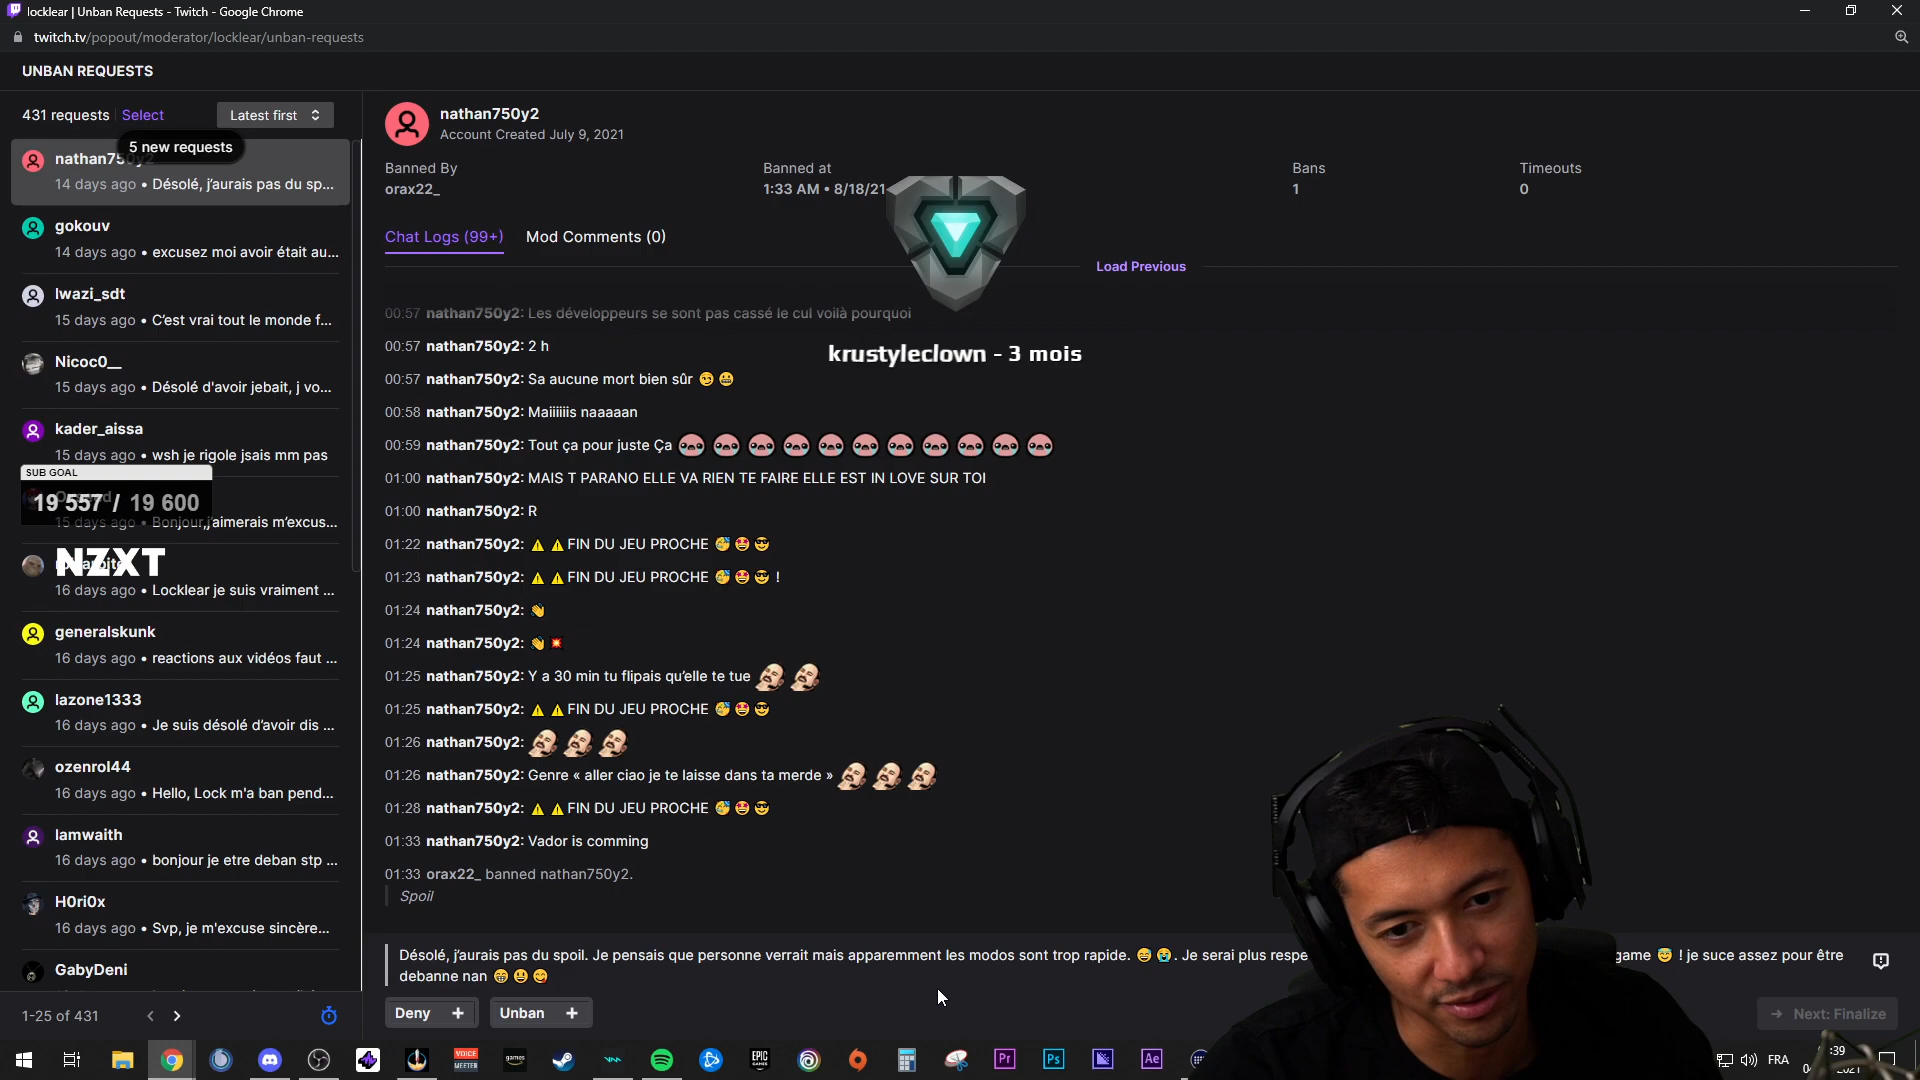 locklear | Unban Requests - Twitch - Google Chrome
twitch.tv/popout/moderator/locklear/unban-requests
UNBAN REQUESTS
431 requests
Select
Latest first
5 new requests
nathan750y2
14 days ago • Désolé, j'aurais pas du sp...
gokouv
14 days ago • excusez moi avoir était au...
lwazi_sdt
15 days ago • C'est vrai tout le monde f...
Nicoc0__
15 days ago • Désolé d'avoir jebait, j vo...
kader_aissa
15 days ago • wsh je rigole jsais mm pas
SUB GOAL
19 557 / 19 600
15 days ago • Bonjour,j'aimerais m'excus...
NZXT
16 days ago • Locklear je suis vraiment ...
generalskunk
16 days ago • reactions aux vidéos faut ...
lazone1333
16 days ago • Je suis désolé d'avoir dis ...
ozenrol44
16 days ago • Hello, Lock m'a ban pend...
lamwaith
16 days ago • bonjour je etre deban stp ...
H0ri0x
16 days ago • Svp, je m'excuse sincère...
GabyDeni
1-25 of 431
nathan750y2
Account Created July 9, 2021
Banned By
orax22_
Banned at
1:33 AM • 8/18/21
Bans
1
Timeouts
0
Chat Logs (99+)
Mod Comments (0)
Load Previous
krustyleclown - 3 mois
00:57 nathan750y2: Les développeurs se sont pas cassé le cul voilà pourquoi
00:57 nathan750y2: 2 h
00:57 nathan750y2: Sa aucune mort bien sûr 😏 😀
00:58 nathan750y2: Maiiiiiis naaaaan
00:59 nathan750y2: Tout ça pour juste Ça
01:00 nathan750y2: MAIS T PARANO ELLE VA RIEN TE FAIRE ELLE EST IN LOVE SUR TOI
01:00 nathan750y2: R
01:22 nathan750y2: ⚠ ⚠ FIN DU JEU PROCHE 🥳 🤩 😎
01:23 nathan750y2: ⚠ ⚠ FIN DU JEU PROCHE 🥳 🤩 😎 !
01:24 nathan750y2: 👋
01:24 nathan750y2: 👋 💥
01:25 nathan750y2: Y a 30 min tu flipais qu'elle te tue
01:25 nathan750y2: ⚠ ⚠ FIN DU JEU PROCHE 🥳 🤩 😎
01:26 nathan750y2:
01:26 nathan750y2: Genre « aller ciao je te laisse dans ta merde »
01:28 nathan750y2: ⚠ ⚠ FIN DU JEU PROCHE 🥳 🤩 😎
01:33 nathan750y2: Vador is comming
01:33 orax22_ banned nathan750y2.
Spoil
Désolé, j'aurais pas du spoil. Je pensais que personne verrait mais apparemment les modos sont trop rapide. 😅 😭. Je serai plus respe game 😇 ! je suce assez pour être
debanne nan 😁 😃 😋
Deny +
Unban +
Next: Finalize
VOICE MEETER
amazon games
EPIC GAMES
Pr
Ps
Ae
FRA
:39
2021